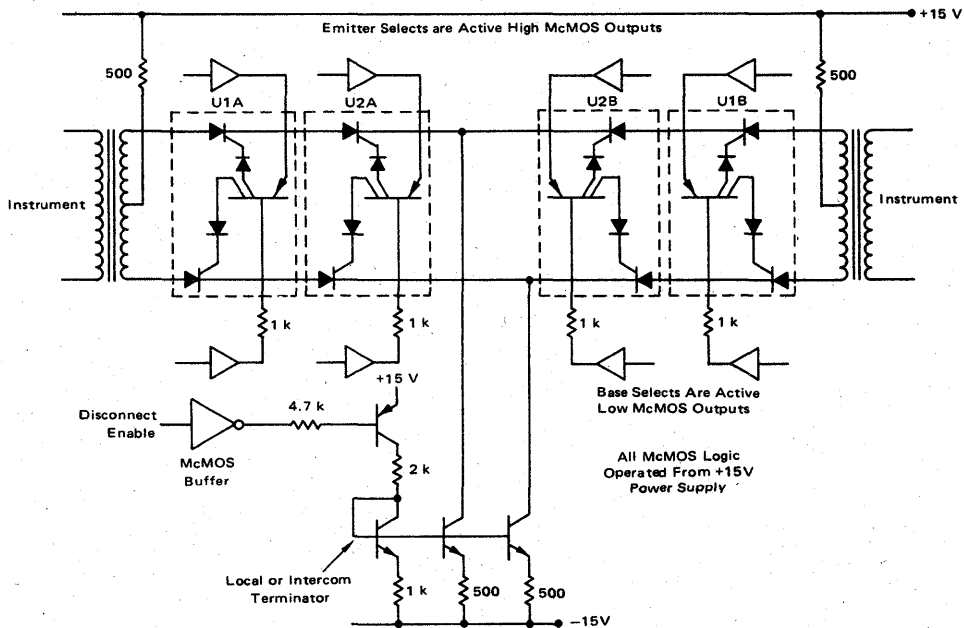 +15 V
Emitter Selects are Active High McMOS Outputs
500
500
U1A
U2A
U2B
U1B
Instrument
Instrument
1 k
1 k
1 k
1 k
+15 V
Base Selects Are Active
Low McMOS Outputs
Disconnect
Enable
4.7 k
McMOS
Buffer
2 k
All McMOS Logic
Operated From +15V
Power Supply
Local or Intercom
Terminator
1 k
500
500
−15V